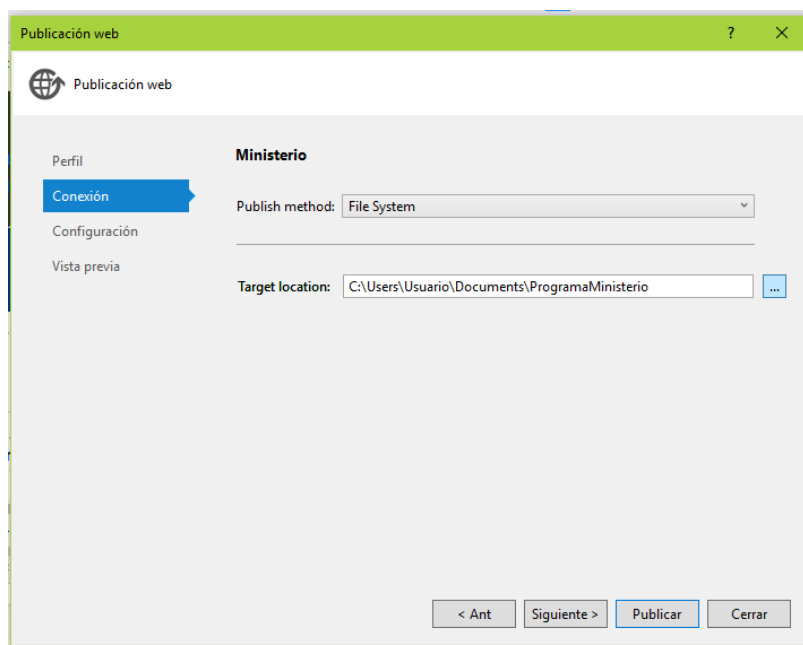 Publicación web ?
Publicación web
Perfil
Conexión
Configuración
Vista previa
Ministerio
Publish method: File System
Target location: C:\Users\Usuario\Documents\ProgramaMinisterio ...
< Ant Siguiente > Publicar Cerrar